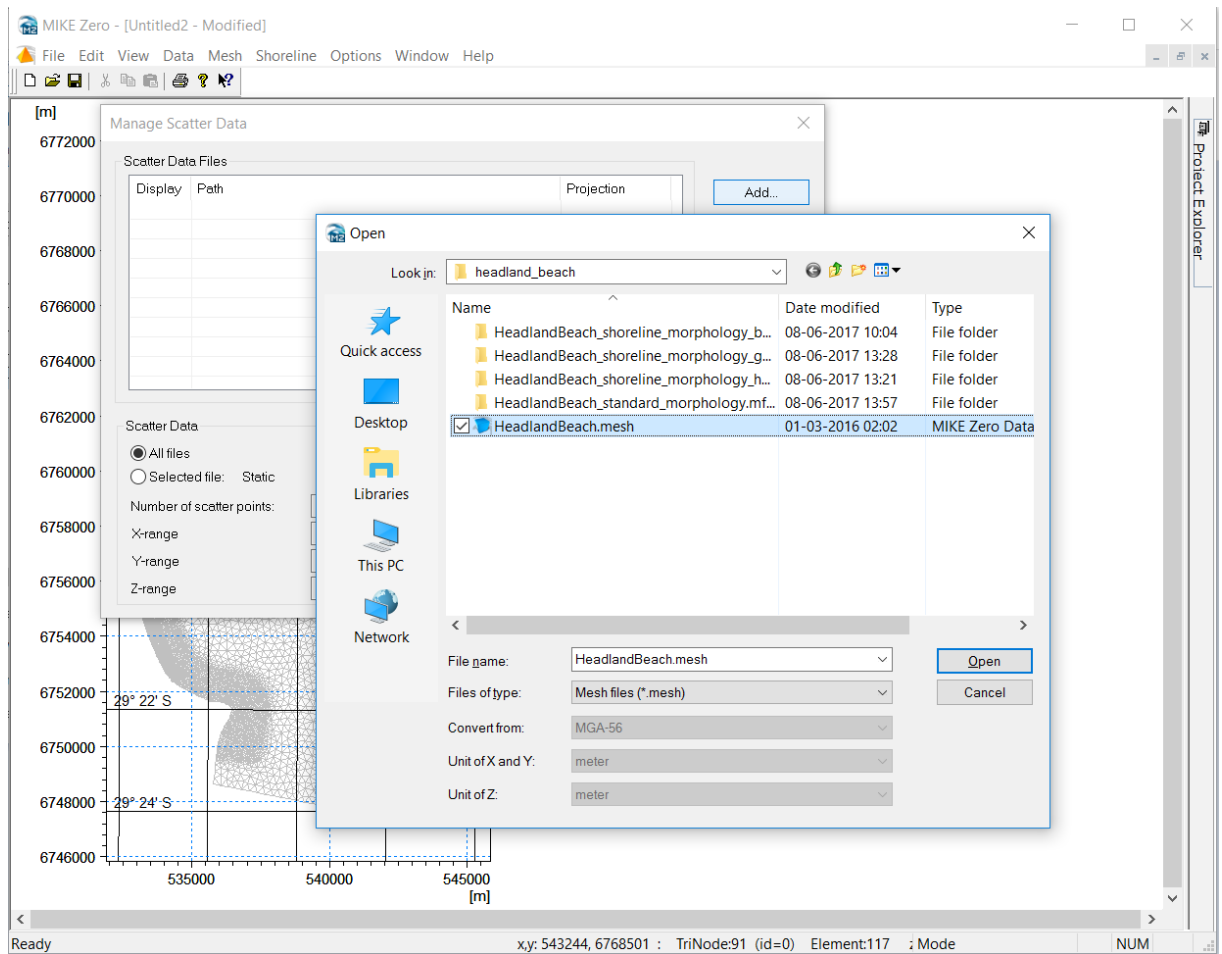 MIKE Zero - [Untitled2 - Modified]
File Edit View Data Mesh Shoreline Options Window Help
[m]
6772000
6770000
6768000
6766000
6764000
6762000
6760000
6758000
6756000
6754000
6752000
6750000
6748000
6746000
29° 22' S
29° 24' S
535000 540000 545000
[m]
Manage Scatter Data
Scatter Data Files
Display Path Projection
Add...
Scatter Data
All files
Selected file: Static
Number of scatter points:
X-range
Y-range
Z-range
Open
Look in: headland_beach
Quick access
Desktop
Libraries
This PC
Network
Name Date modified Type
HeadlandBeach_shoreline_morphology_b... 08-06-2017 10:04 File folder
HeadlandBeach_shoreline_morphology_g... 08-06-2017 13:28 File folder
HeadlandBeach_shoreline_morphology_h... 08-06-2017 13:21 File folder
HeadlandBeach_standard_morphology.mf... 08-06-2017 13:57 File folder
HeadlandBeach.mesh 01-03-2016 02:02 MIKE Zero Data
File name: HeadlandBeach.mesh Open
Files of type: Mesh files (*.mesh) Cancel
Convert from: MGA-56
Unit of X and Y: meter
Unit of Z: meter
Project Explorer
Ready x,y: 543244, 6768501 : TriNode:91 (id=0) Element:117 : Mode NUM